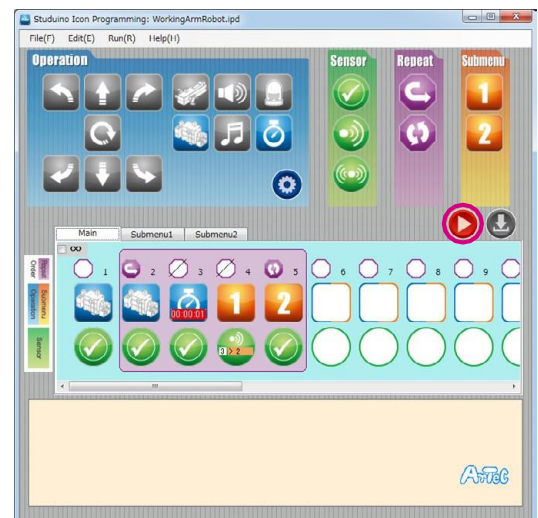 Studuino Icon Programming: WorkingArmRobot.ipd
File(F) Edit(E) Run(R) Help(H)
Operation
Sensor
Repeat
Submenu
1
2
Main
Submenu1
Submenu2
∞
1 2 3 4 5 6 7 8 9
00:00:01
1
2
3 > 2
Repeat
Order
Submenu
Operation
Sensor
ArTeC